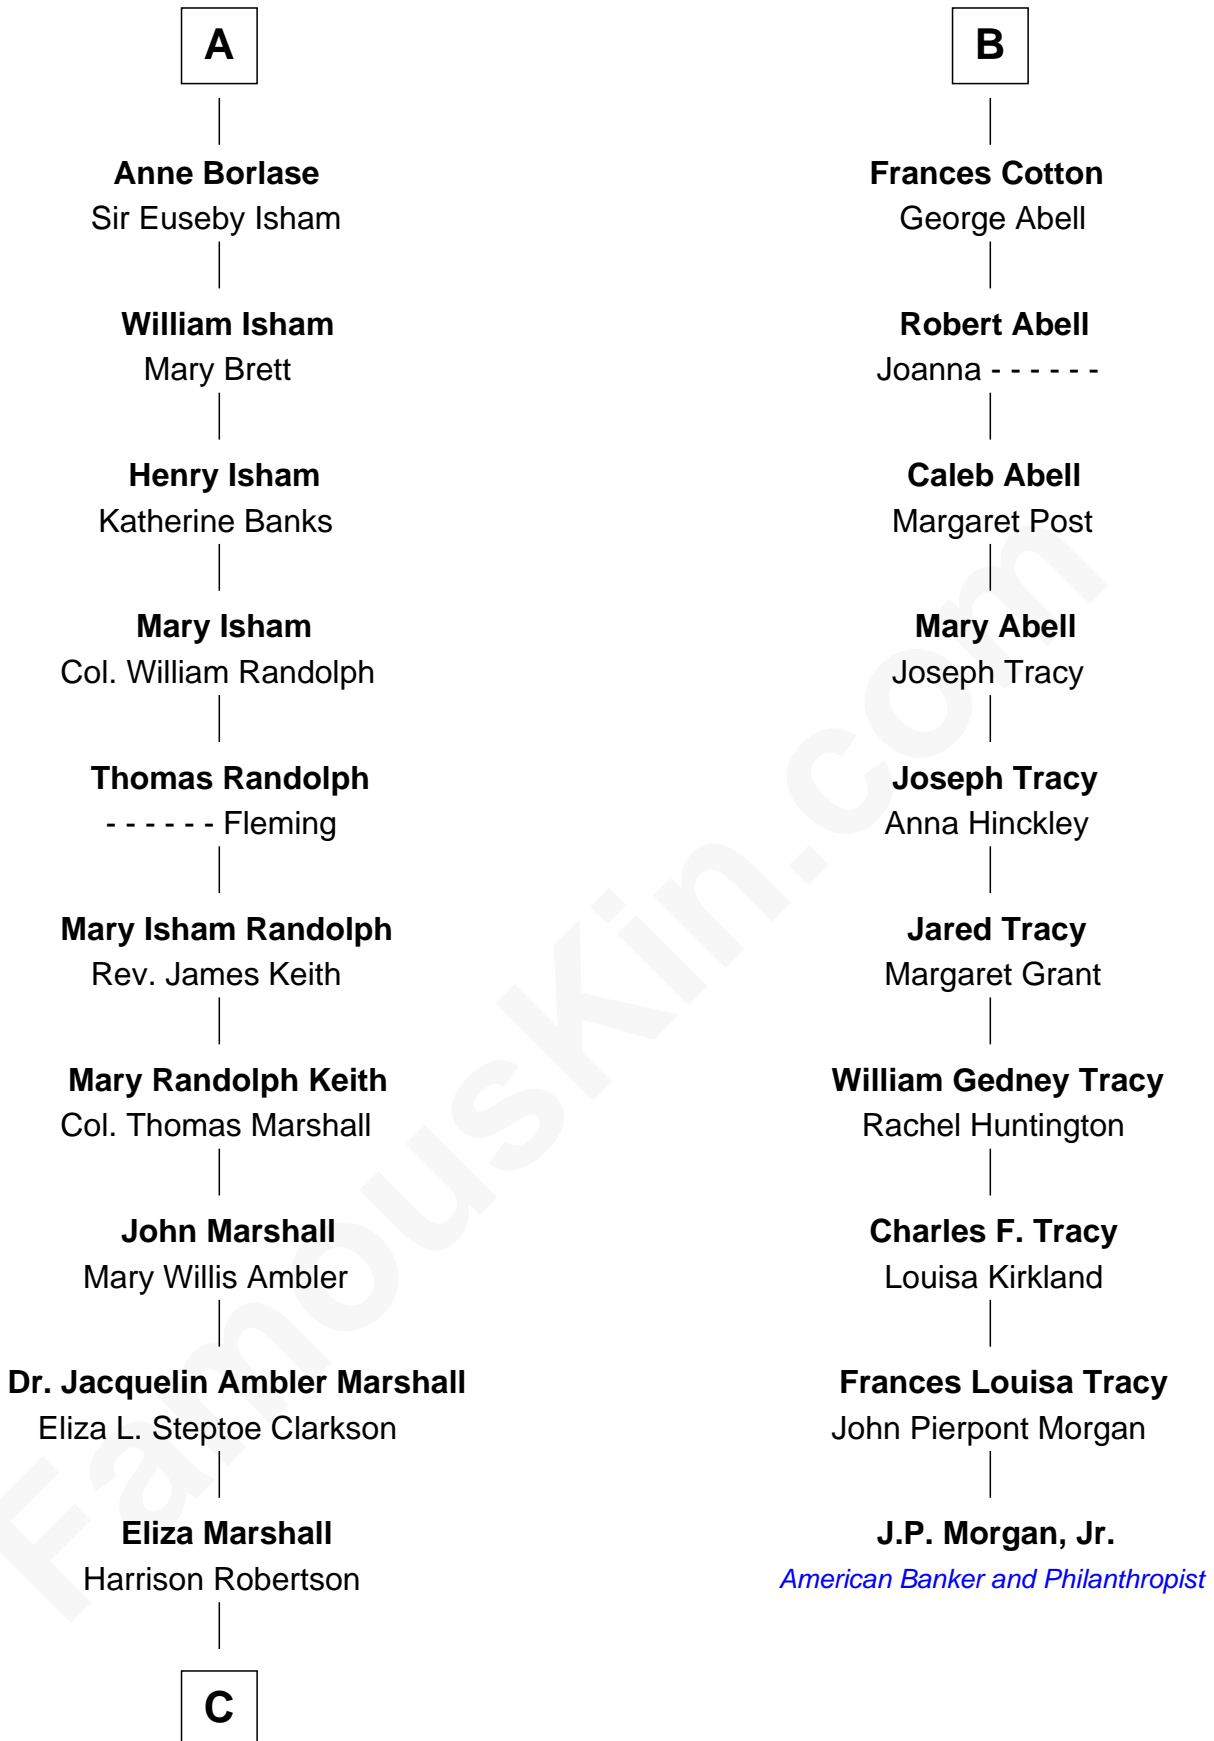 A
Anne Borlase
Sir Euseby Isham
William Isham
Mary Brett
Henry Isham
Katherine Banks
Mary Isham
Col. William Randolph
Thomas Randolph
- - - - - - Fleming
Mary Isham Randolph
Rev. James Keith
Mary Randolph Keith
Col. Thomas Marshall
John Marshall
Mary Willis Ambler
Dr. Jacquelin Ambler Marshall
Eliza L. Steptoe Clarkson
Eliza Marshall
Harrison Robertson
C
B
Frances Cotton
George Abell
Robert Abell
Joanna - - - - - -
Caleb Abell
Margaret Post
Mary Abell
Joseph Tracy
Joseph Tracy
Anna Hinckley
Jared Tracy
Margaret Grant
William Gedney Tracy
Rachel Huntington
Charles F. Tracy
Louisa Kirkland
Frances Louisa Tracy
John Pierpont Morgan
J.P. Morgan, Jr.
American Banker and Philanthropist
FamousKin.com